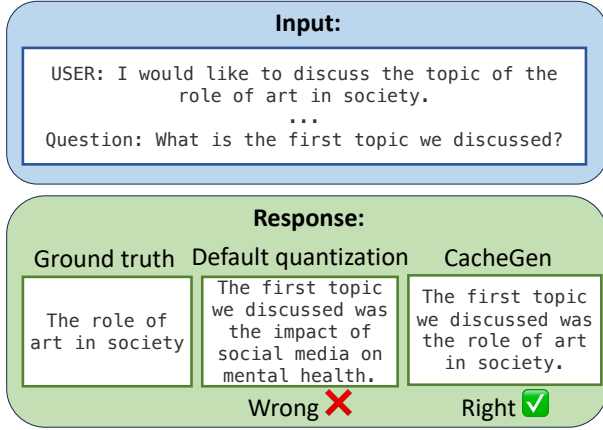 Input:
USER: I would like to discuss the topic of the
role of art in society.
...
Question: What is the first topic we discussed?
Response:
Ground truth
The role of
art in society
Default quantization
The first topic
we discussed was
the impact of
social media on
mental health.
Wrong ❌
CacheGen
The first topic
we discussed was
the role of art
in society.
Right ✅